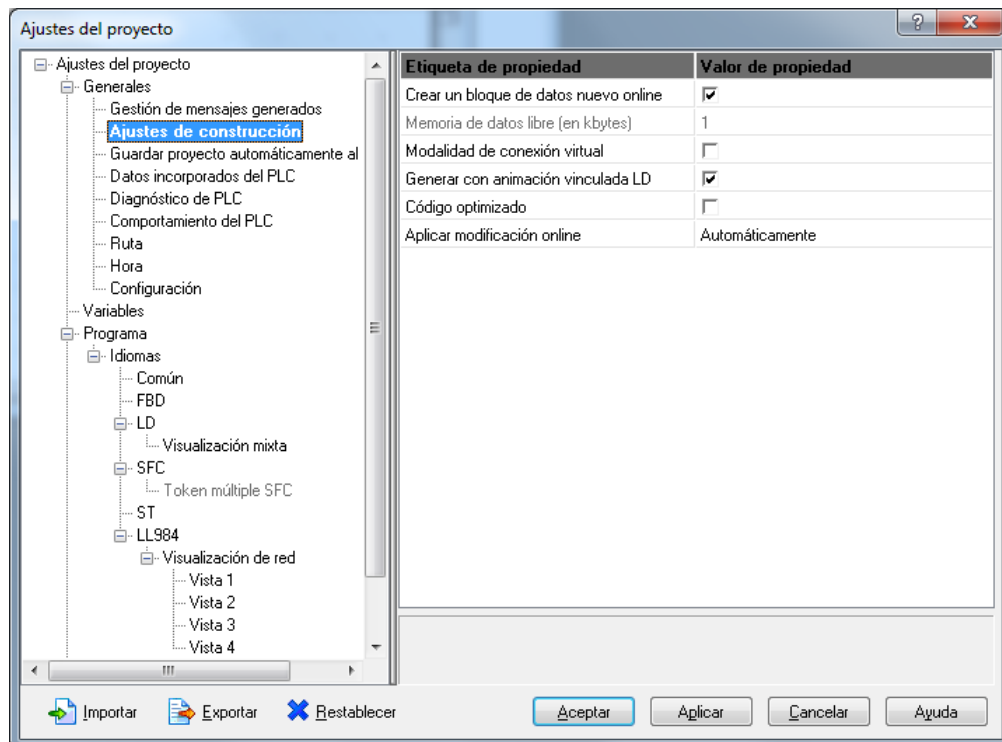 Ajustes del proyecto
Ajustes del proyecto
Generales
Gestión de mensajes generados
Ajustes de construcción
Guardar proyecto automáticamente al
Datos incorporados del PLC
Diagnóstico de PLC
Comportamiento del PLC
Ruta
Hora
Configuración
Variables
Programa
Idiomas
Común
FBD
LD
Visualización mixta
SFC
Token múltiple SFC
ST
LL984
Visualización de red
Vista 1
Vista 2
Vista 3
Vista 4
Etiqueta de propiedad Valor de propiedad
Crear un bloque de datos nuevo online
Memoria de datos libre (en kbytes) 1
Modalidad de conexión virtual
Generar con animación vinculada LD
Código optimizado
Aplicar modificación online Automáticamente
Importar Exportar Restablecer Aceptar Aplicar Cancelar Ayuda